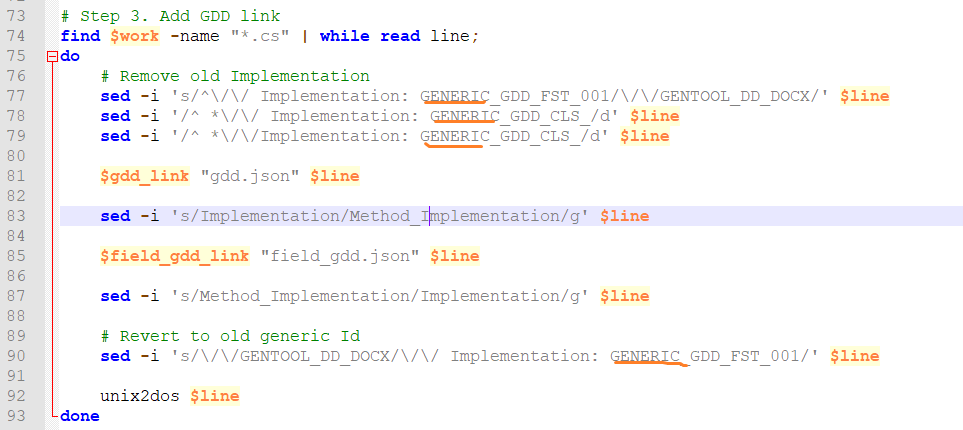 73 # Step 3. Add GDD link
74 find $work -name "*.cs" | while read line;
75 do
76 # Remove old Implementation
77 sed -i 's/^\/\/ Implementation: GENERIC_GDD_FST_001/\/\/GENTOOL_DD_DOCX/' $line
78 sed -i '/^ *\/\/ Implementation: GENERIC_GDD_CLS_/d' $line
79 sed -i '/^ *\/\/Implementation: GENERIC_GDD_CLS_/d' $line
80
81 $gdd_link "gdd.json" $line
82
83 sed -i 's/Implementation/Method_Implementation/g' $line
84
85 $field_gdd_link "field_gdd.json" $line
86
87 sed -i 's/Method_Implementation/Implementation/g' $line
88
89 # Revert to old generic Id
90 sed -i 's/\/\/GENTOOL_DD_DOCX/\/\/ Implementation: GENERIC_GDD_FST_001/' $line
91
92 unix2dos $line
93 done